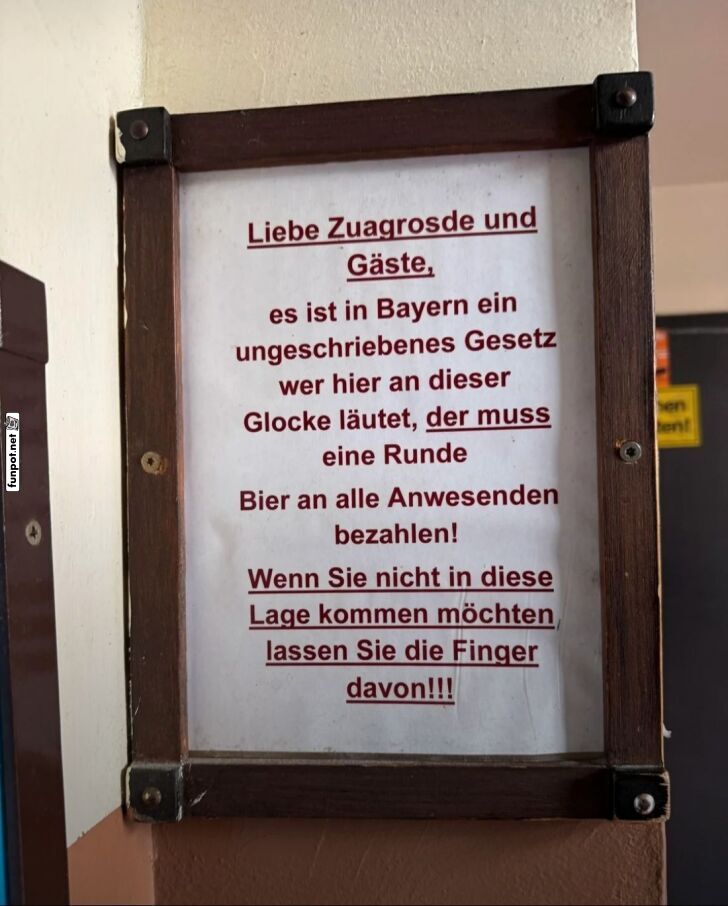 Liebe Zuagrosde und
Gäste,
es ist in Bayern ein
ungeschriebenes Gesetz
wer hier an dieser
Glocke läutet, der muss
eine Runde
Bier an alle Anwesenden
bezahlen!
Wenn Sie nicht in diese
Lage kommen möchten
lassen Sie die Finger
davon!!!
funpot.net